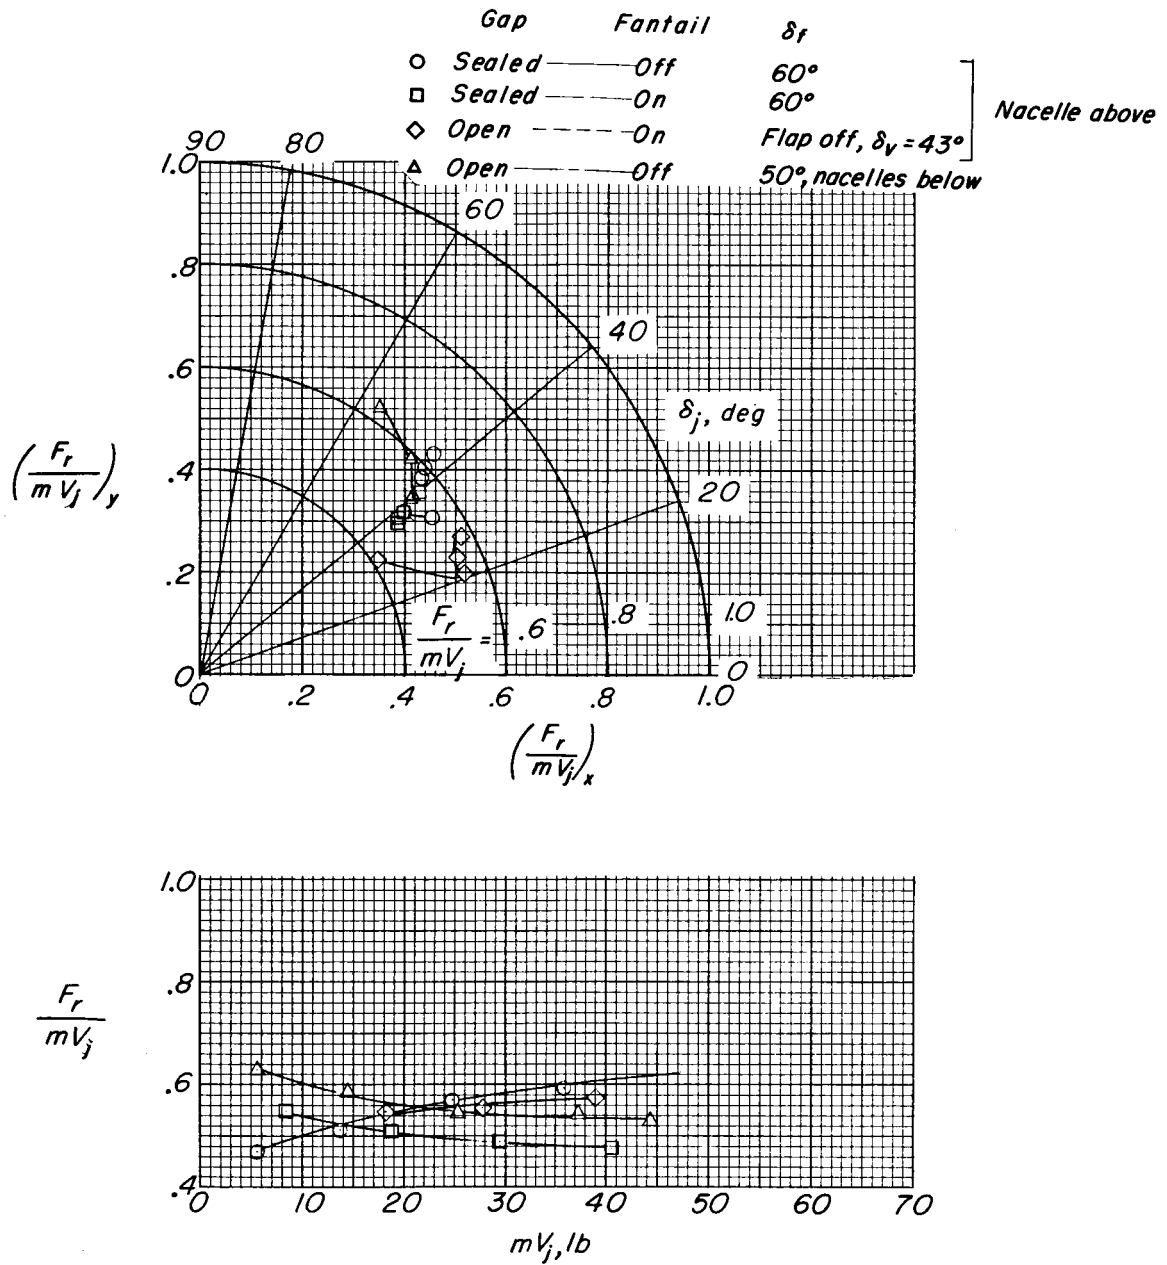 Gap Fantail δf
Sealed Off 60°
Sealed On 60°
Open On Flap off, δv = 43°
Nacelle above
Open Off 50°, nacelles below
90 80
1.0
60
.8
40
.6
δj, deg
(Fr / mVj)y
.4
20
.2
Fr / mVj = .6 .8 1.0
0 0
0 .2 .4 .6 .8 1.0
(Fr / mVj)x
1.0
.8
Fr / mVj
.6
.4
0 10 20 30 40 50 60 70
mVj, lb